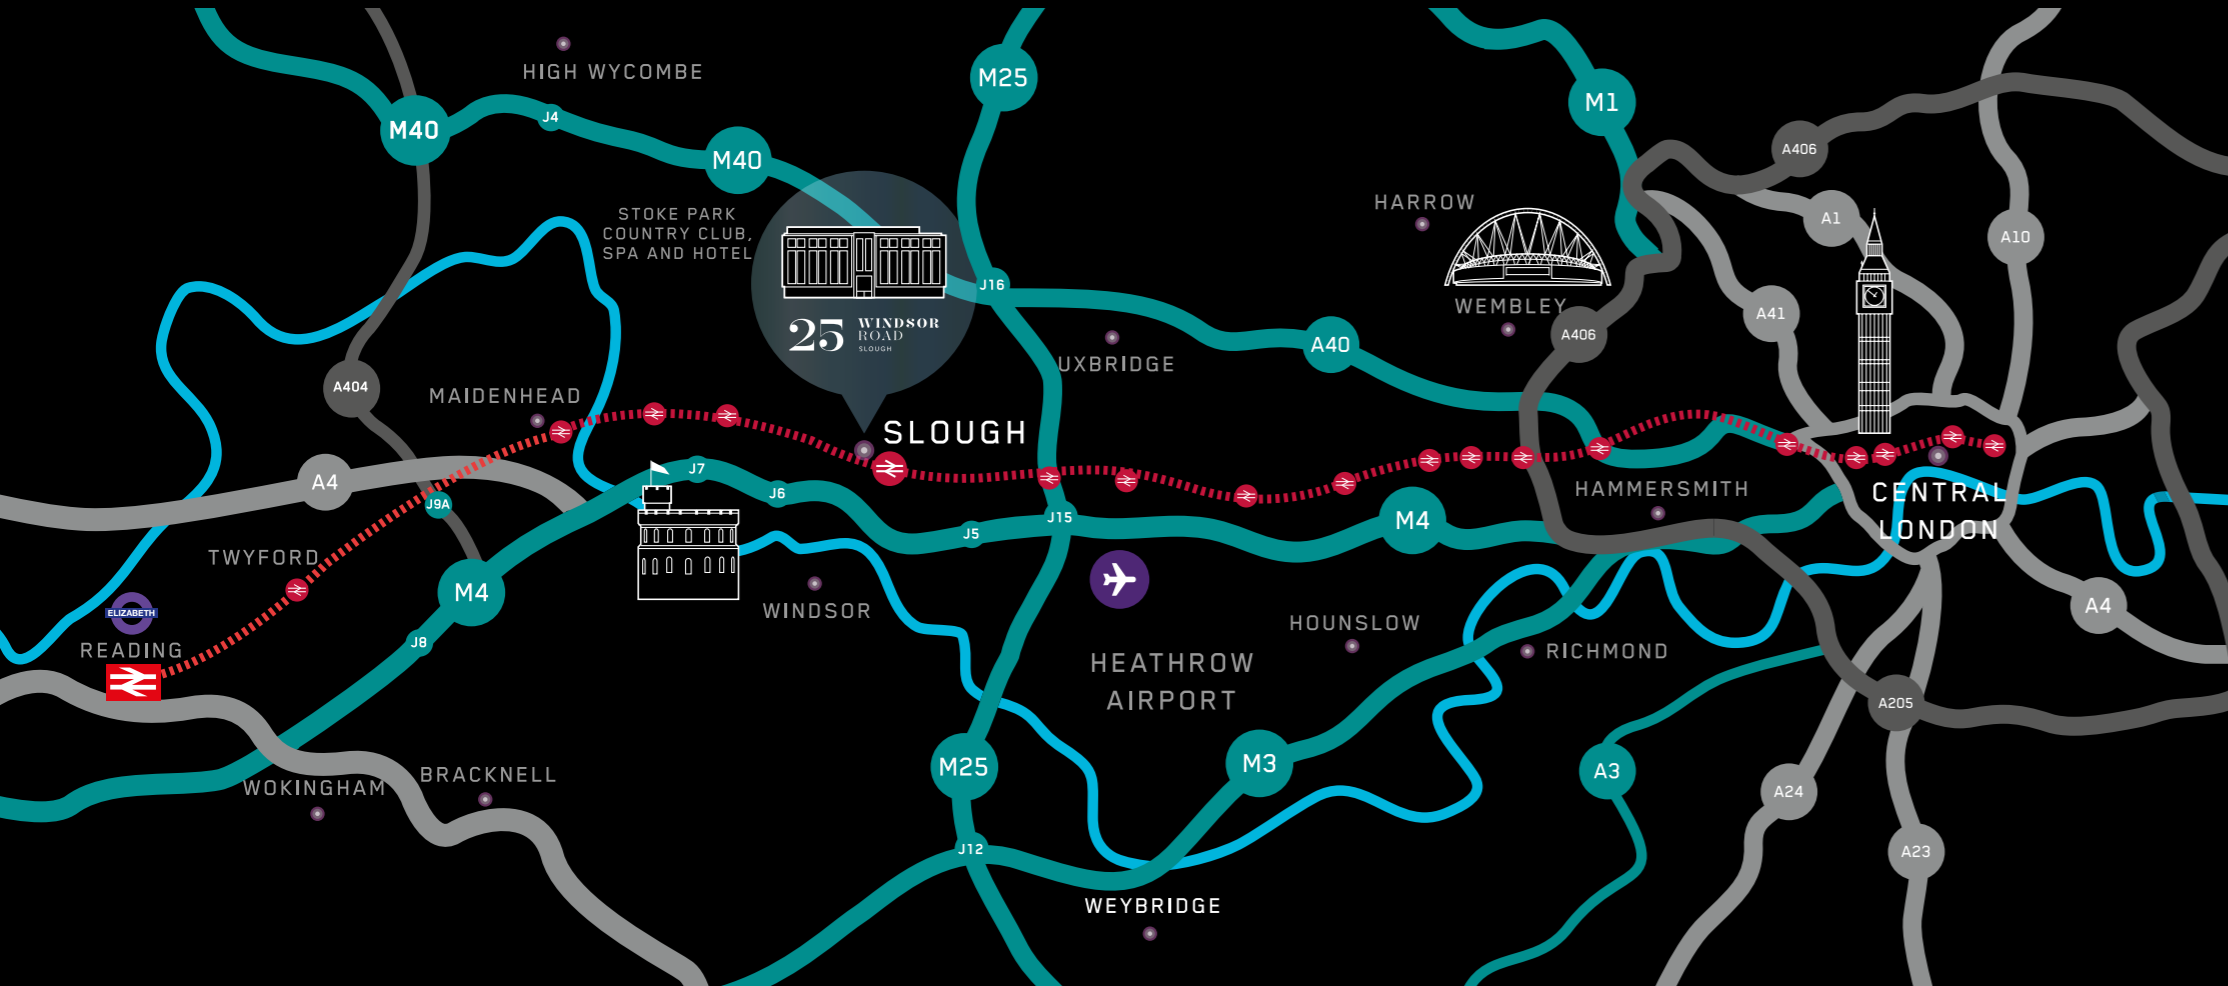 M25
HIGH WYCOMBE
M1
J4
M40
A406
M40
HARROW
STOKE PARK
COUNTRY CLUB,
SPA AND HOTEL
A1
A10
J16
WEMBLEY
A41
25 WINDSOR
ROAD
SLOUGH
A406
A40
UXBRIDGE
A404
MAIDENHEAD
SLOUGH
J7
A4
J6
HAMMERSMITH
CENTRAL
LONDON
J9A
J15
M4
J5
TWYFORD
M4
ELIZABETH
WINDSOR
A4
HOUNSLOW
J8
READING
RICHMOND
HEATHROW
AIRPORT
A205
M25
M3
A3
BRACKNELL
WOKINGHAM
A24
J12
A23
WEYBRIDGE